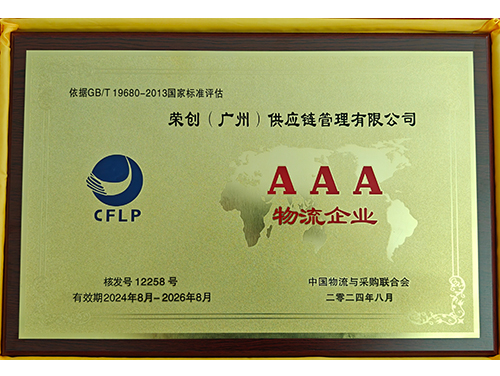 依据GB/T 19680-2013国家标准评估
荣创（广州）供应链管理有限公司
CFLP
AAA
物流企业
核发号 12258 号
有效期2024年8月-2026年8月
中国物流与采购联合会
二〇二四年八月